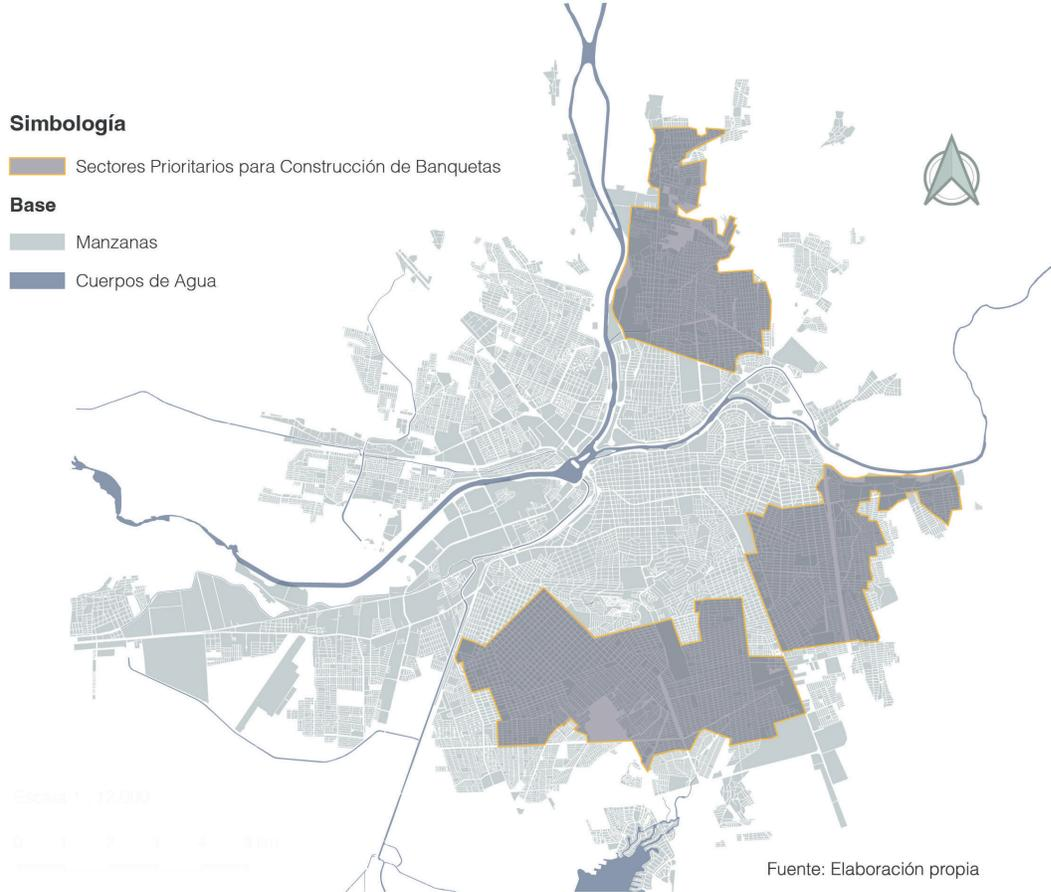 Simbología
Sectores Prioritarios para Construcción de Banquetas
Base
Manzanas
Cuerpos de Agua
Fuente: Elaboración propia